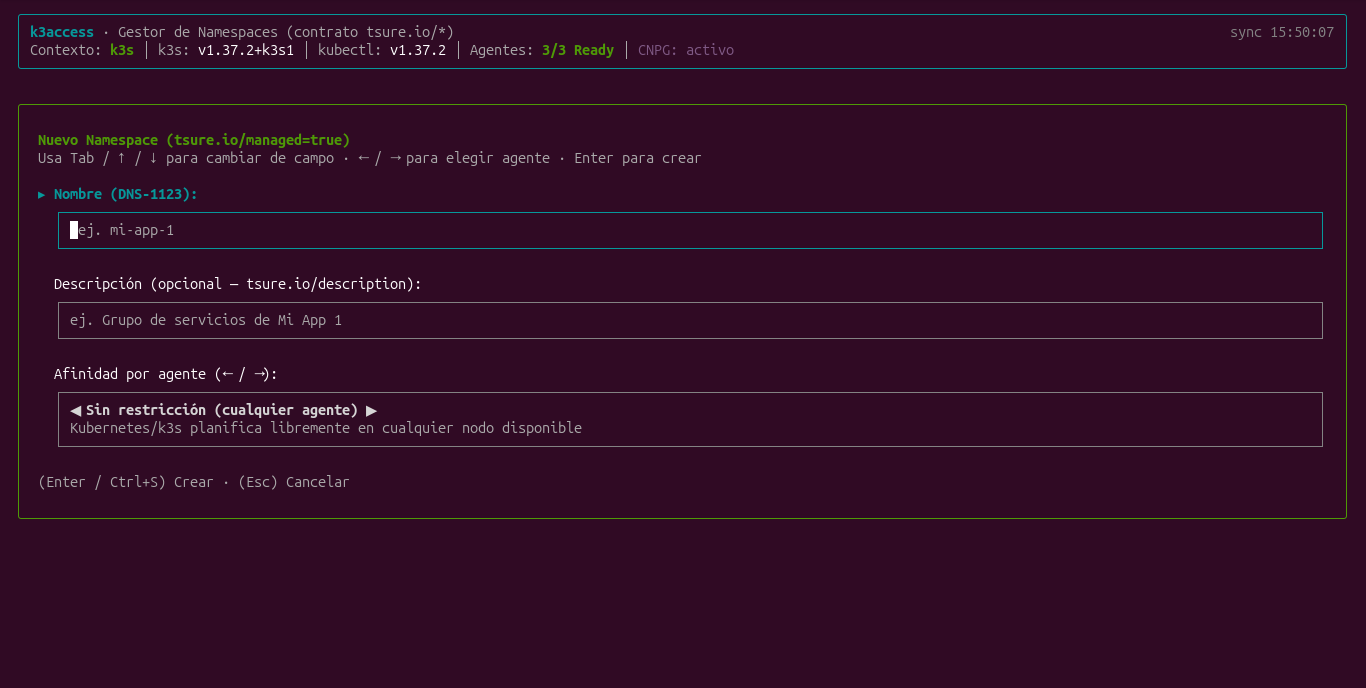 k3access · Gestor de Namespaces (contrato tsure.io/*) sync 15:50:07
Contexto: k3s │ k3s: v1.37.2+k3s1 │ kubectl: v1.37.2 │ Agentes: 3/3 Ready │ CNPG: activo
Nuevo Namespace (tsure.io/managed=true)
Usa Tab / ↑ / ↓ para cambiar de campo · ← / → para elegir agente · Enter para crear
▸ Nombre (DNS-1123):
ej. mi-app-1
Descripción (opcional — tsure.io/description):
ej. Grupo de servicios de Mi App 1
Afinidad por agente (← / →):
◀ Sin restricción (cualquier agente) ▶
Kubernetes/k3s planifica libremente en cualquier nodo disponible
(Enter / Ctrl+S) Crear · (Esc) Cancelar